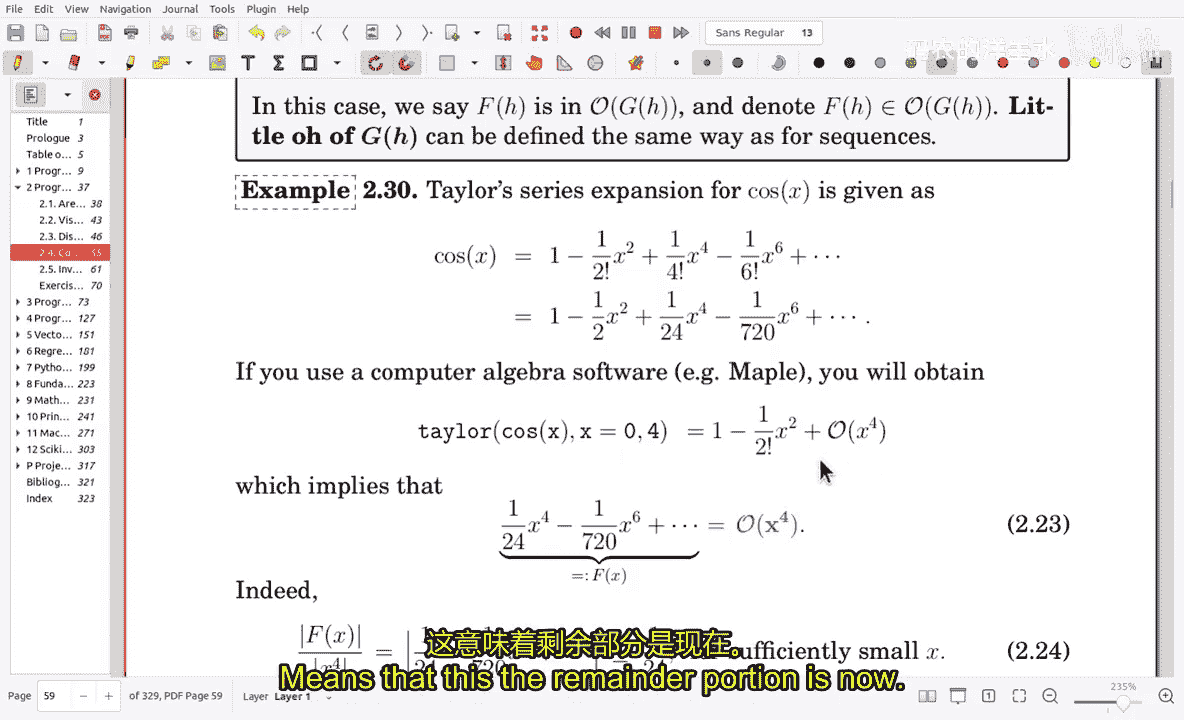 File Edit View Navigation Journal Tools Plugin Help
Sans Regular 13
Title 1
Prologue 3
Table o... 5
1 Progr... 9
2 Progr... 37
2.1. Are... 38
2.2. Vis... 43
2.3. Dis... 46
2.4. Co... 55
2.5. Inv... 61
Exercis... 70
3 Progr... 73
4 Progr... 127
5 Vecto... 151
6 Regre... 181
7 Pytho... 199
8 Funda... 223
9 Math... 231
10 Prin... 241
11 Mac... 271
12 Sciki... 303
P Proje... 317
Bibliog... 321
Index 323
In this case, we say F(h) is in 𝒪(G(h)), and denote F(h) ∈ 𝒪(G(h)). Lit-
tle oh of G(h) can be defined the same way as for sequences.
Example 2.30. Taylor's series expansion for cos(x) is given as
cos(x) = 1 − 1/2! x² + 1/4! x⁴ − 1/6! x⁶ + ···
= 1 − 1/2 x² + 1/24 x⁴ − 1/720 x⁶ + ··· .
If you use a computer algebra software (e.g. Maple), you will obtain
taylor(cos(x), x = 0, 4) = 1 − 1/2! x² + 𝒪(x⁴)
which implies that
1/24 x⁴ − 1/720 x⁶ + ··· = 𝒪(x⁴). (2.23)
=: F(x)
Indeed,
|F(x)| / |x⁴| = sufficiently small x. (2.24)
这意味着剩余部分是现在。
Means that this the remainder portion is now.
Page 59 of 329, PDF Page 59 Layer Layer 1 235%